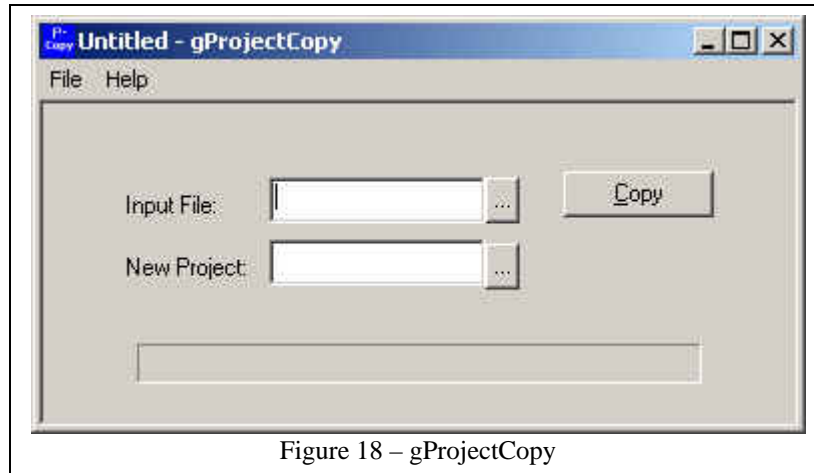 P-
Copy
Untitled - gProjectCopy
File Help
Input File:
...
Copy
New Project:
...
Figure 18 – gProjectCopy